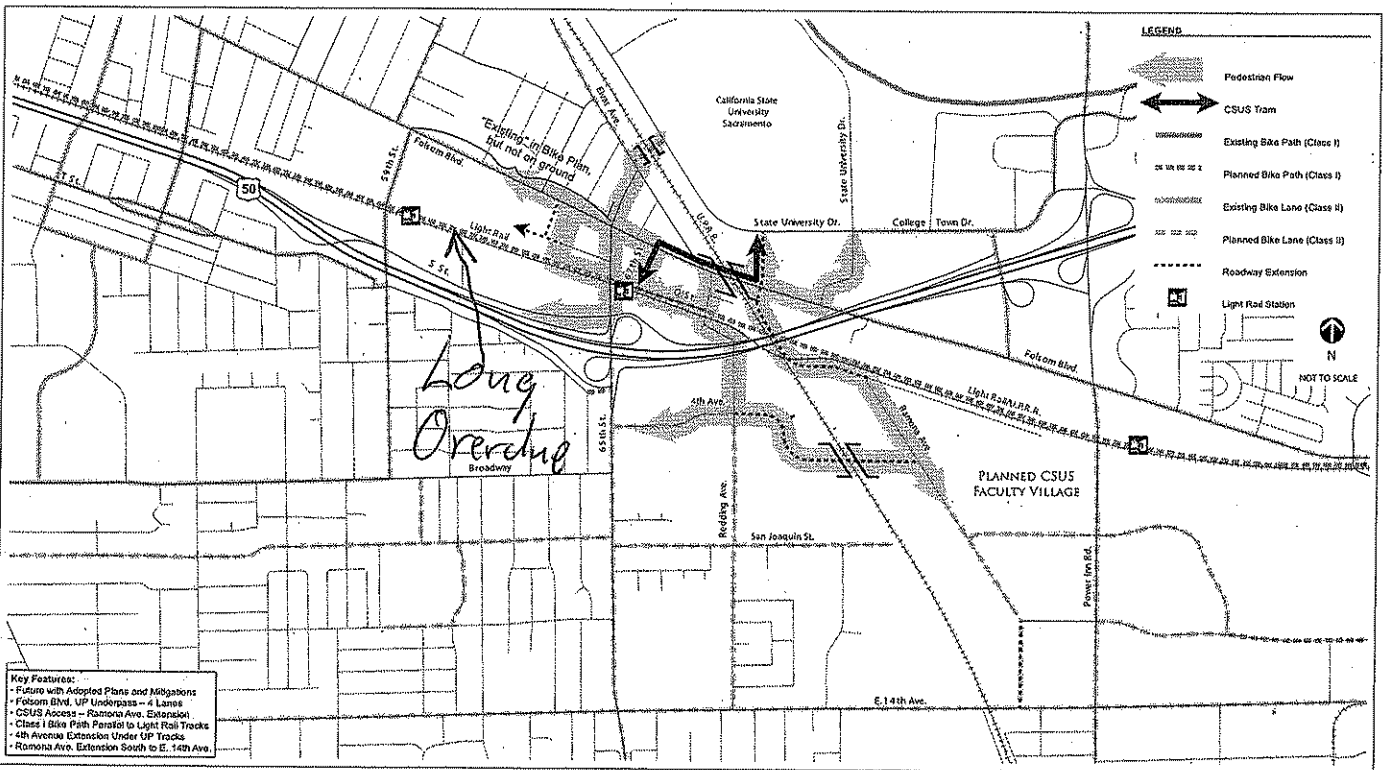 LEGEND
Pedestrian Flow
CSUS Tram
Existing Bike Path (Class I)
Planned Bike Path (Class I)
Existing Bike Lane (Class II)
Planned Bike Lane (Class II)
Roadway Extension
Light Rail Station
N
NOT TO SCALE
California State
University
Sacramento
Elvas Ave.
"Existing" in Bike Plan,
but not on ground
Folsom Blvd.
59th St.
T St.
50
Light Rail
S St.
U.P.R.R.
State University Dr.
State University Dr.
College Town Dr.
67th St.
Q St.
Folsom Blvd.
Light Rail/U.P.R.R.
Long
Overdue
4th Ave.
Ramona Ave.
65th St.
Broadway
Redding Ave.
PLANNED CSUS
FACULTY VILLAGE
San Joaquin St.
Power Inn Rd.
E. 14th Ave.
Key Features:
- Future with Adopted Plans and Mitigations
- Folsom Blvd. UP Underpass – 4 Lanes
- CSUS Access – Ramona Ave. Extension
- Class I Bike Path Parallel to Light Rail Tracks
- 4th Avenue Extension Under UP Tracks
- Ramona Ave. Extension South to E. 14th Ave.